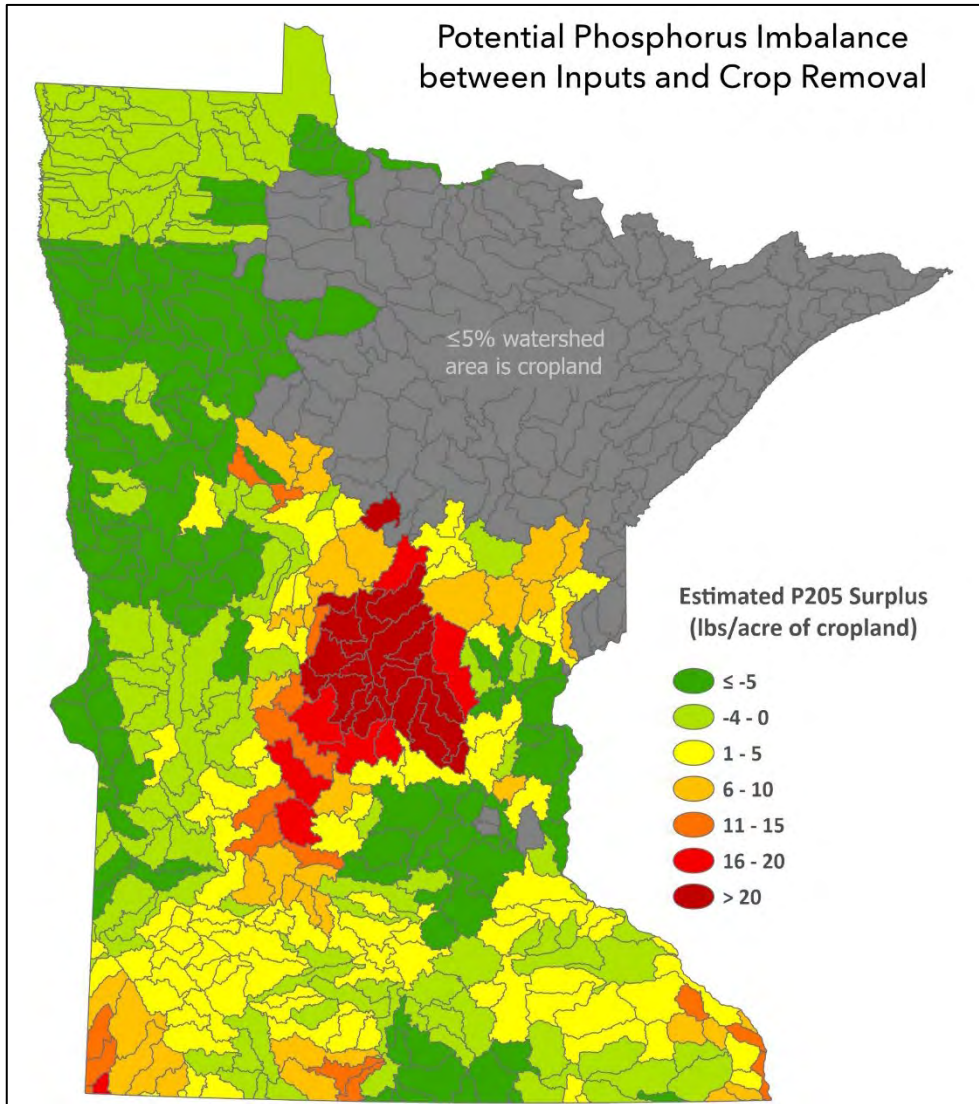 Potential Phosphorus Imbalance
between Inputs and Crop Removal
≤5% watershed
area is cropland
Estimated P205 Surplus
(lbs/acre of cropland)
≤ -5
-4 - 0
1 - 5
6 - 10
11 - 15
16 - 20
> 20